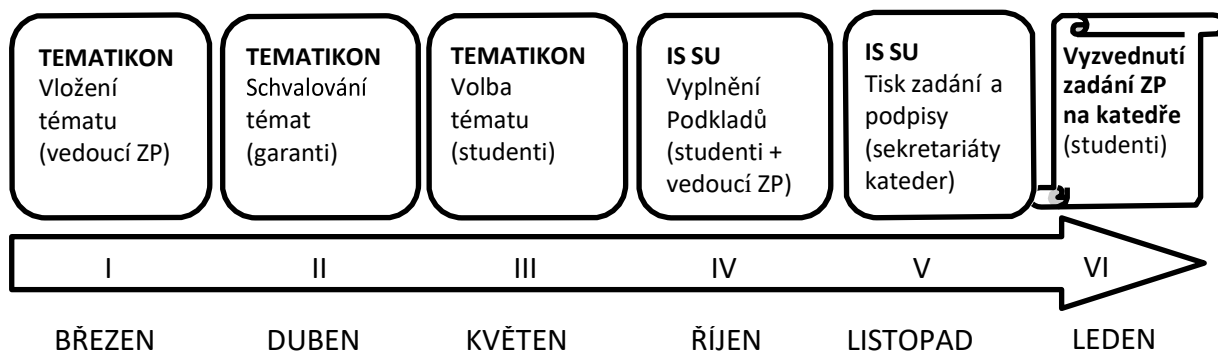 TEMATIKON
Vložení
tématu
(vedoucí ZP)
TEMATIKON
Schvalování
témat
(garanti)
TEMATIKON
Volba
tématu
(studenti)
IS SU
Vyplnění
Podkladů
(studenti +
vedoucí ZP)
IS SU
Tisk zadání a
podpisy
(sekretariáty
kateder)
Vyzvednutí
zadání ZP
na katedře
(studenti)
I II III IV V VI
BŘEZEN DUBEN KVĚTEN ŘÍJEN LISTOPAD LEDEN